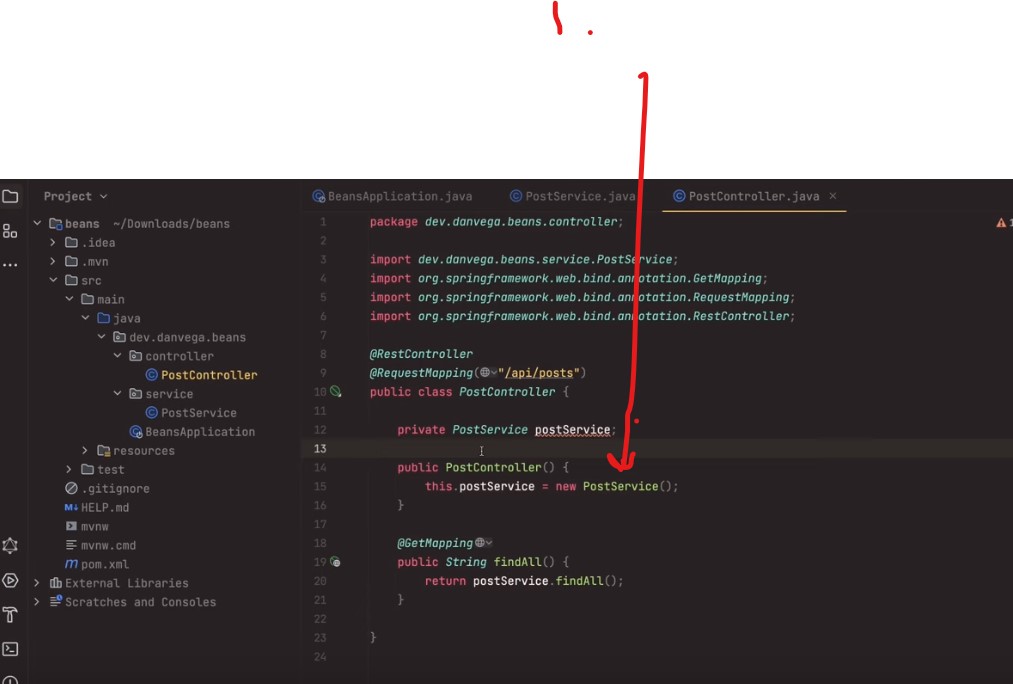 Project
BeansApplication.java
PostService.java
PostController.java
beans ~/Downloads/beans
.idea
.mvn
src
main
java
dev.danvega.beans
controller
PostController
service
PostService
BeansApplication
resources
test
.gitignore
M↓ HELP.md
mvnw
mvnw.cmd
m pom.xml
External Libraries
Scratches and Consoles
1 package dev.danvega.beans.controller;
2
3 import dev.danvega.beans.service.PostService;
4 import org.springframework.web.bind.annotation.GetMapping;
5 import org.springframework.web.bind.annotation.RequestMapping;
6 import org.springframework.web.bind.annotation.RestController;
7
8 @RestController
9 @RequestMapping("/api/posts")
10 public class PostController {
11
12 private PostService postService;
13
14 public PostController() {
15 this.postService = new PostService();
16 }
17
18 @GetMapping
19 public String findAll() {
20 return postService.findAll();
21 }
22
23 }
24
1